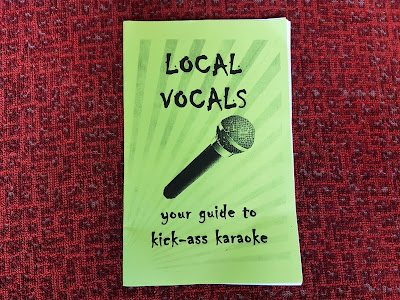 LOCAL
VOCALS
your guide to
kick-ass karaoke